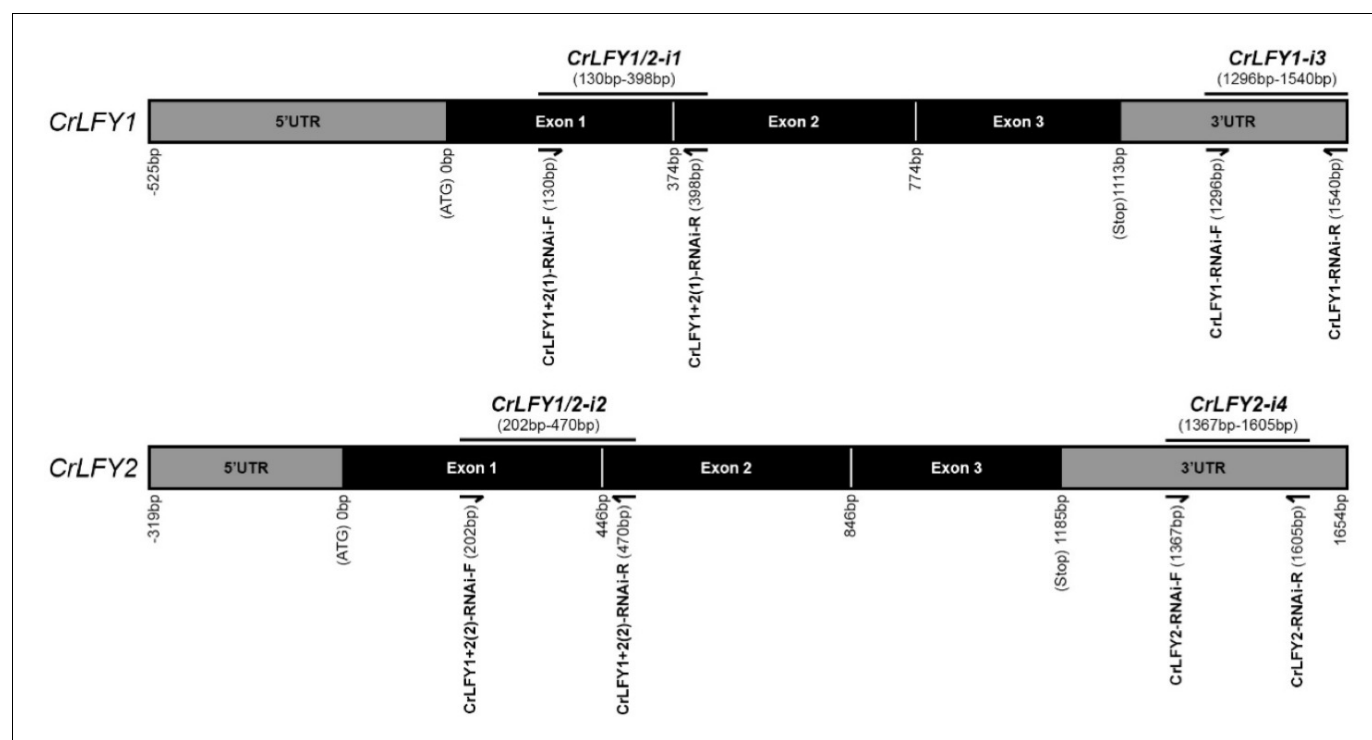 CrLFY1/2-i1
(130bp-398bp)
CrLFY1-i3
(1296bp-1540bp)
CrLFY1
5'UTR
Exon 1
Exon 2
Exon 3
3'UTR
-525bp
(ATG) 0bp
CrLFY1+2(1)-RNAi-F (130bp)
374bp
CrLFY1+2(1)-RNAi-R (398bp)
774bp
(Stop)1113bp
CrLFY1-RNAi-F (1296bp)
CrLFY1-RNAi-R (1540bp)
CrLFY1/2-i2
(202bp-470bp)
CrLFY2-i4
(1367bp-1605bp)
CrLFY2
5'UTR
Exon 1
Exon 2
Exon 3
3'UTR
-319bp
(ATG) 0bp
CrLFY1+2(2)-RNAi-F (202bp)
446bp
CrLFY1+2(2)-RNAi-R (470bp)
846bp
(Stop) 1185bp
CrLFY2-RNAi-F (1367bp)
CrLFY2-RNAi-R (1605bp)
1654bp